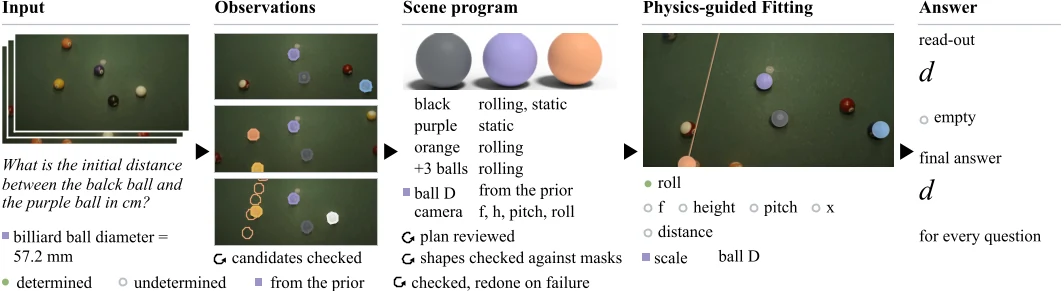 Input
Observations
Scene program
Physics-guided Fitting
Answer
What is the initial distance
between the balck ball and
the purple ball in cm?
billiard ball diameter =
57.2 mm
candidates checked
black rolling, static
purple static
orange rolling
+3 balls rolling
ball D from the prior
camera f, h, pitch, roll
plan reviewed
shapes checked against masks
roll
f height pitch x
distance
scale ball D
read-out
d
empty
final answer
d
for every question
determined undetermined from the prior checked, redone on failure